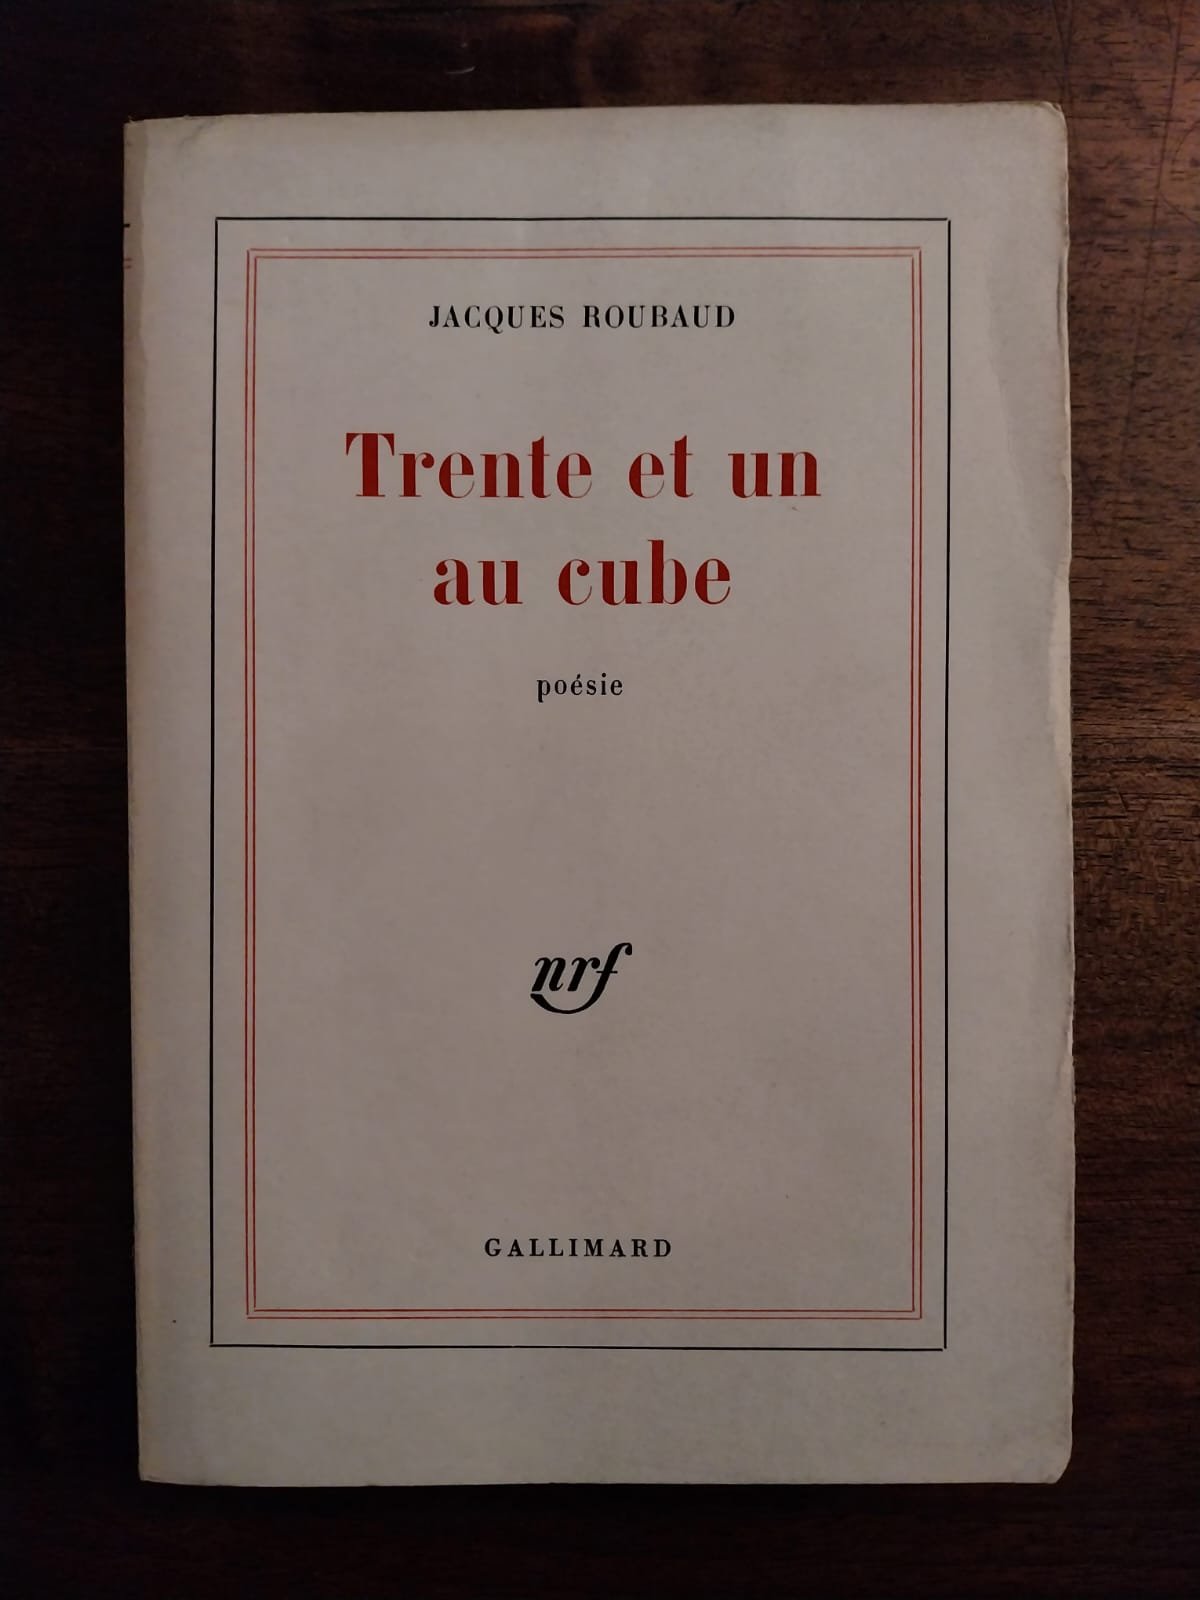 JACQUES ROUBAUD
Trente et un
au cube
poésie
nrf
GALLIMARD